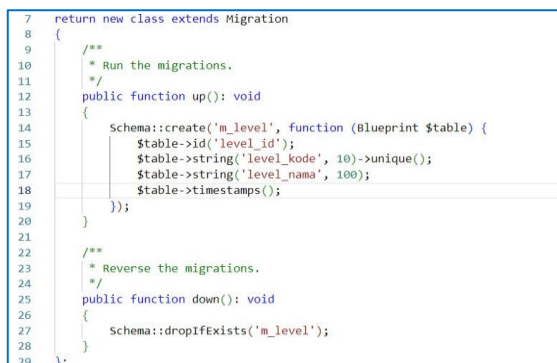 7 return new class extends Migration
8 {
9     /**
10      * Run the migrations.
11      */
12     public function up(): void
13     {
14         Schema::create('m_level', function (Blueprint $table) {
15             $table->id('level_id');
16             $table->string('level_kode', 10)->unique();
17             $table->string('level_nama', 100);
18             $table->timestamps();
19         });
20     }
21
22     /**
23      * Reverse the migrations.
24      */
25     public function down(): void
26     {
27         Schema::dropIfExists('m_level');
28     }
29 };